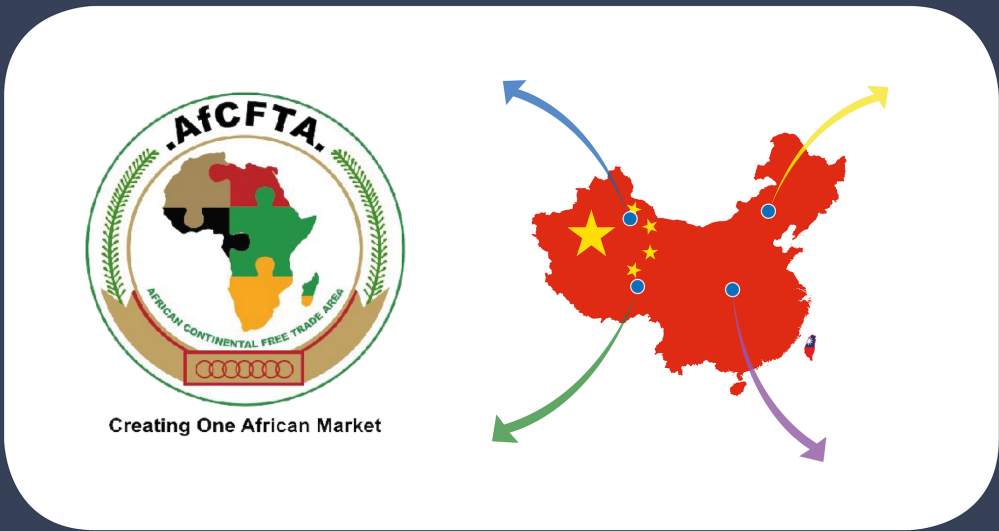 .AfCFTA.
AFRICAN CONTINENTAL FREE TRADE AREA
Creating One African Market